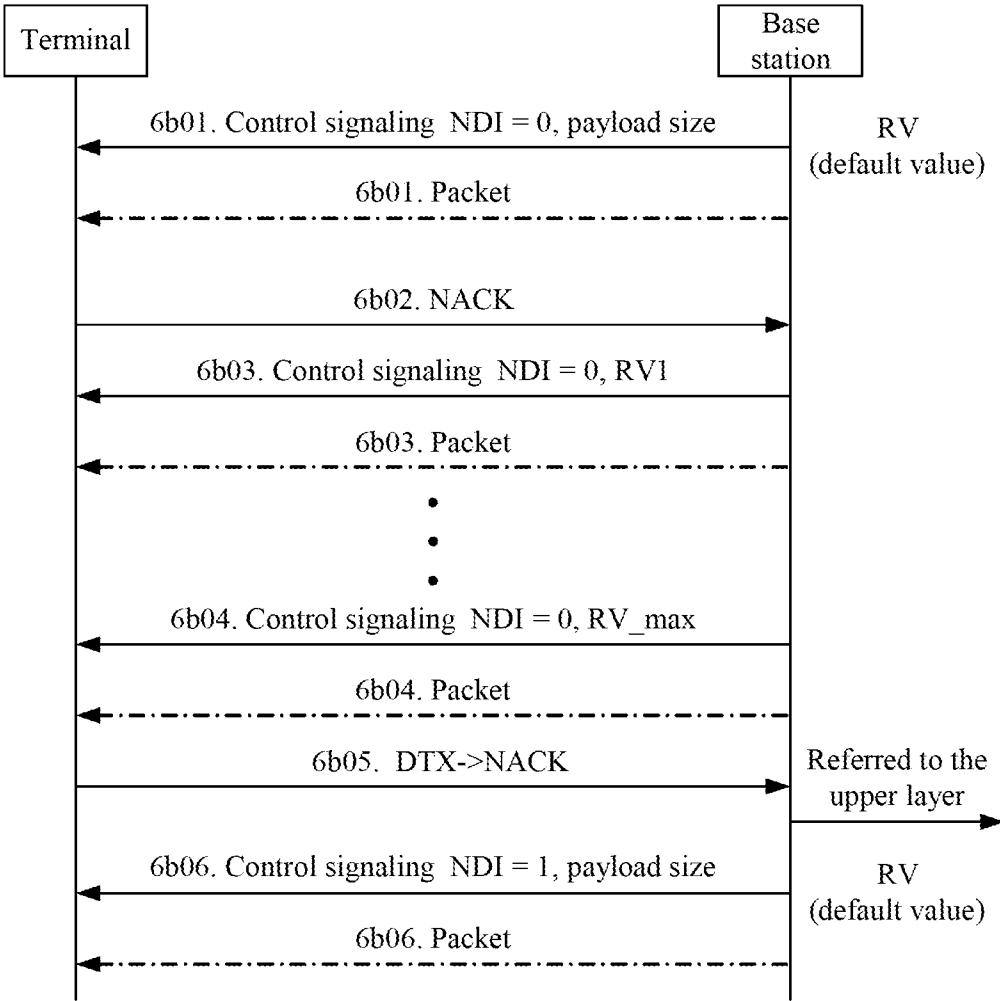 Terminal
Base
station
6b01. Control signaling NDI = 0, payload size
RV
(default value)
6b01. Packet
6b02. NACK
6b03. Control signaling NDI = 0, RV1
6b03. Packet
6b04. Control signaling NDI = 0, RV_max
6b04. Packet
6b05. DTX->NACK
Referred to the
upper layer
6b06. Control signaling NDI = 1, payload size
RV
(default value)
6b06. Packet